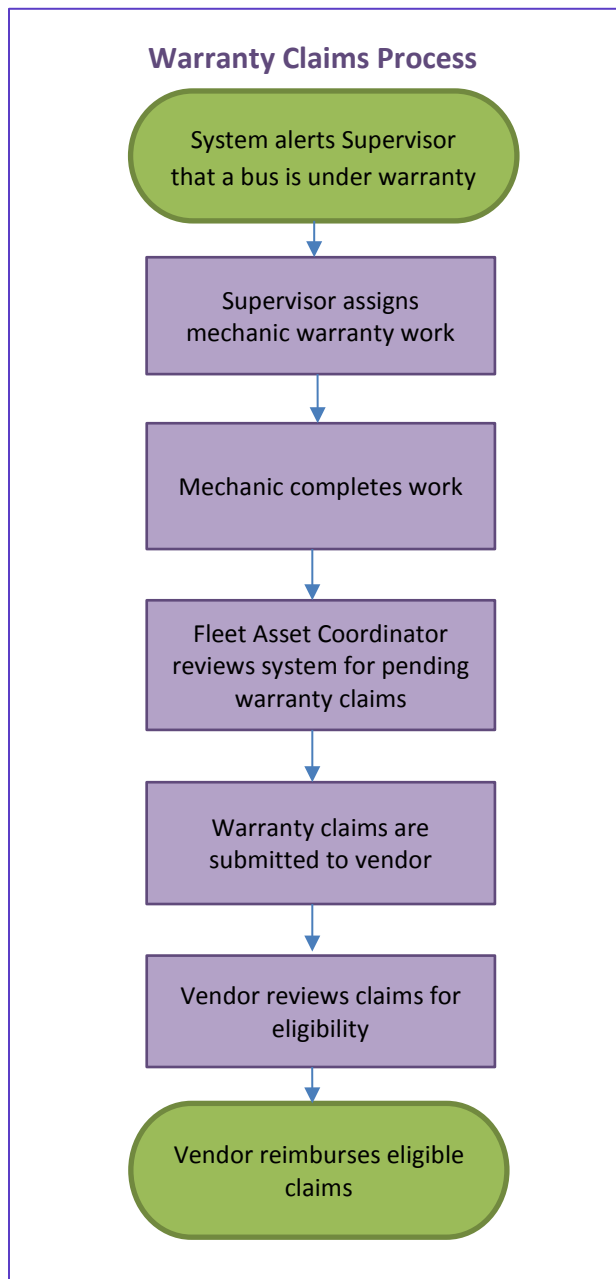 Warranty Claims Process
System alerts Supervisor
that a bus is under warranty
Supervisor assigns
mechanic warranty work
Mechanic completes work
Fleet Asset Coordinator
reviews system for pending
warranty claims
Warranty claims are
submitted to vendor
Vendor reviews claims for
eligibility
Vendor reimburses eligible
claims